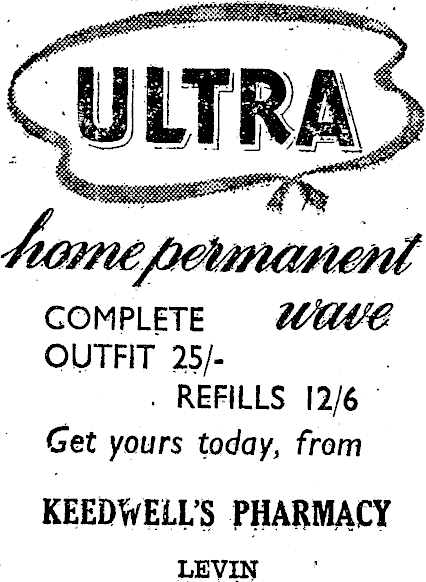 ULTRA
home permanent
wave
COMPLETE
OUTFIT 25/-
REFILLS 12/6
Get yours today, from
KEEDWELL'S PHARMACY
LEVIN